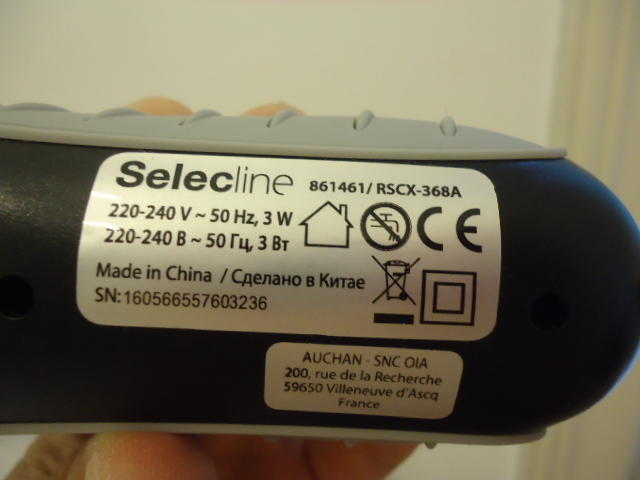 Selecline 861461/ RSCX-368A
220-240 V ~ 50 Hz, 3 W
220-240 В ~ 50 Гц, 3 Вт
CE
Made in China / Сделано в Китае
SN:160566557603236
AUCHAN - SNC OIA
200, rue de la Recherche
59650 Villeneuve d'Ascq
France